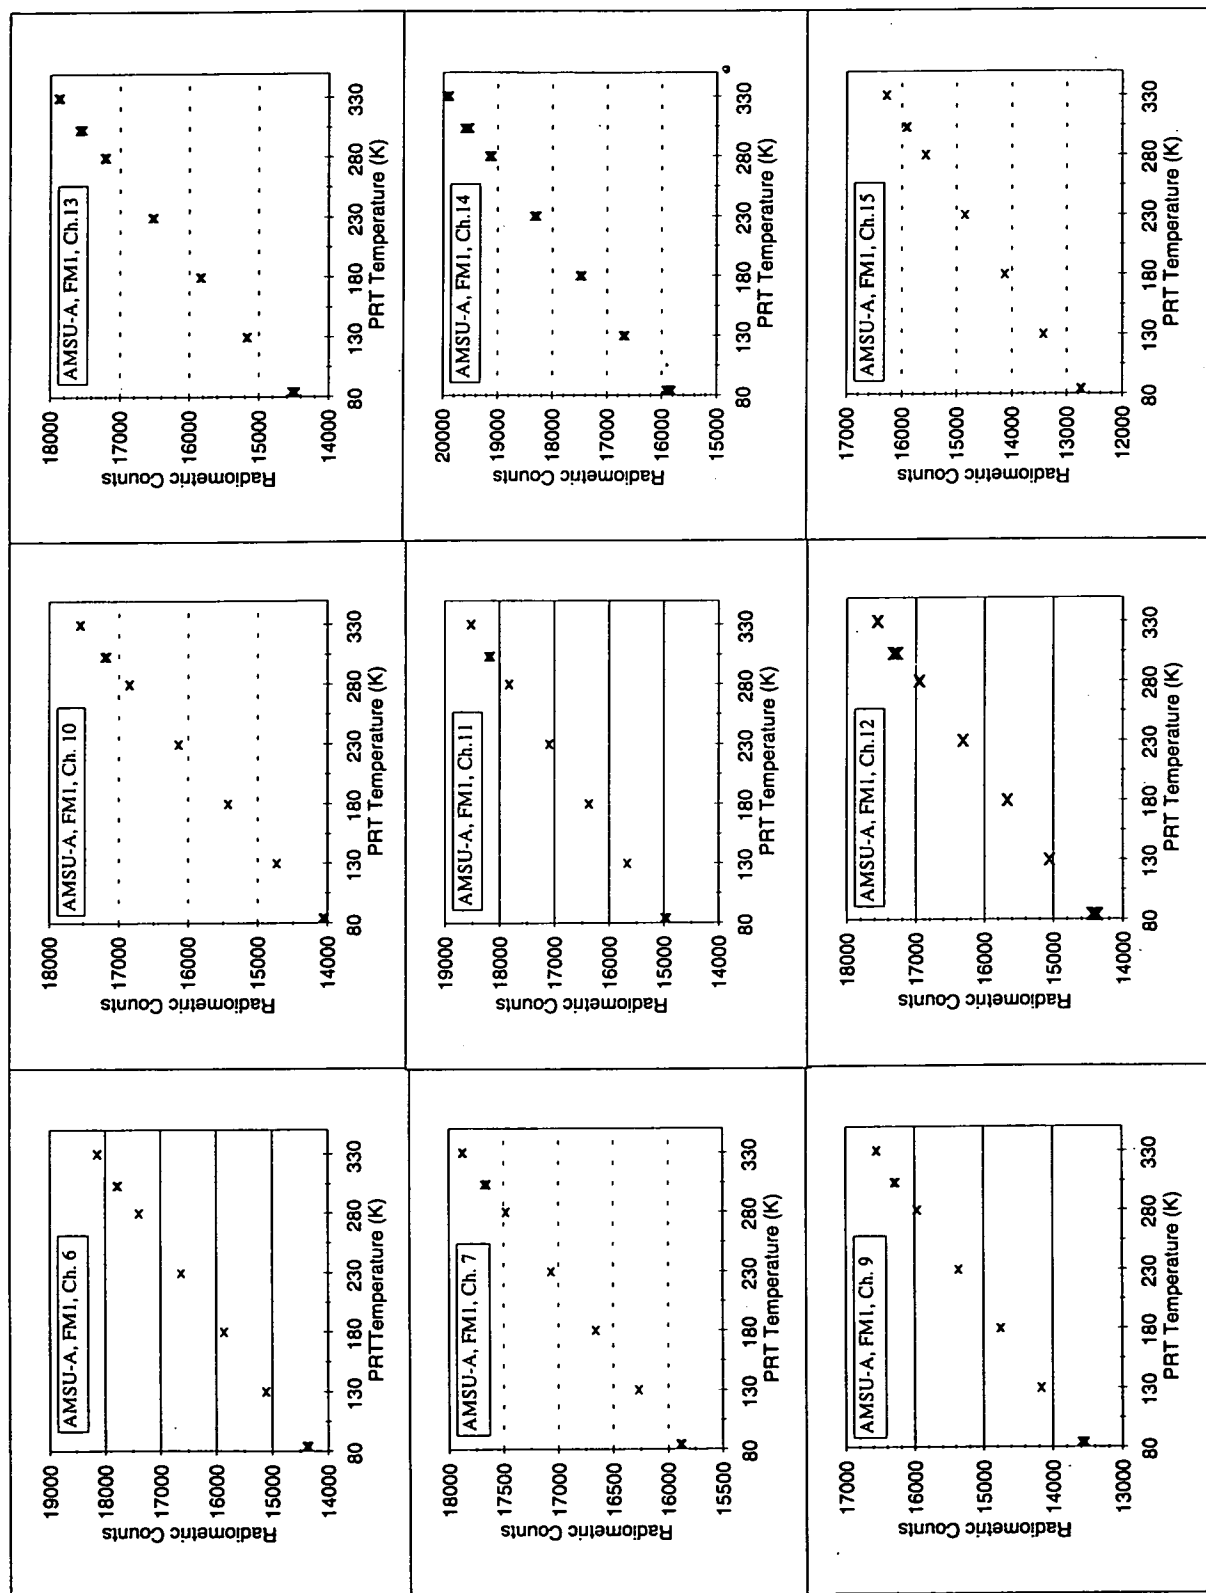 AMSU-A, FM1, Ch. 6
Radiometric Counts
19000
18000
17000
16000
15000
14000
80 130 180 230 280 330
PRTTemperature (K)
AMSU-A, FM1, Ch. 10
Radiometric Counts
18000
17000
16000
15000
14000
80 130 180 230 280 330
PRT Temperature (K)
AMSU-A, FM1, Ch.13
Radiometric Counts
18000
17000
16000
15000
14000
80 130 180 230 280 330
PRT Temperature (K)
AMSU-A, FM1, Ch. 7
Radiometric Counts
18000
17500
17000
16500
16000
15500
80 130 180 230 280 330
PRT Temperature (K)
AMSU-A, FM1, Ch.11
Radiometric Counts
19000
18000
17000
16000
15000
14000
80 130 180 230 280 330
PRT Temperature (K)
AMSU-A, FM1, Ch.14
Radiometric Counts
20000
19000
18000
17000
16000
15000
80 130 180 230 280 330
PRT Temperature (K)
AMSU-A, FM1, Ch. 9
Radiometric Counts
17000
16000
15000
14000
13000
80 130 180 230 280 330
PRT Temperature (K)
AMSU-A, FM1, Ch.12
Radiometric Counts
18000
17000
16000
15000
14000
80 130 180 230 280 330
PRT Temperature (K)
AMSU-A, FM1, Ch.15
Radiometric Counts
17000
16000
15000
14000
13000
12000
80 130 180 230 280 330
PRT Temperature (K)